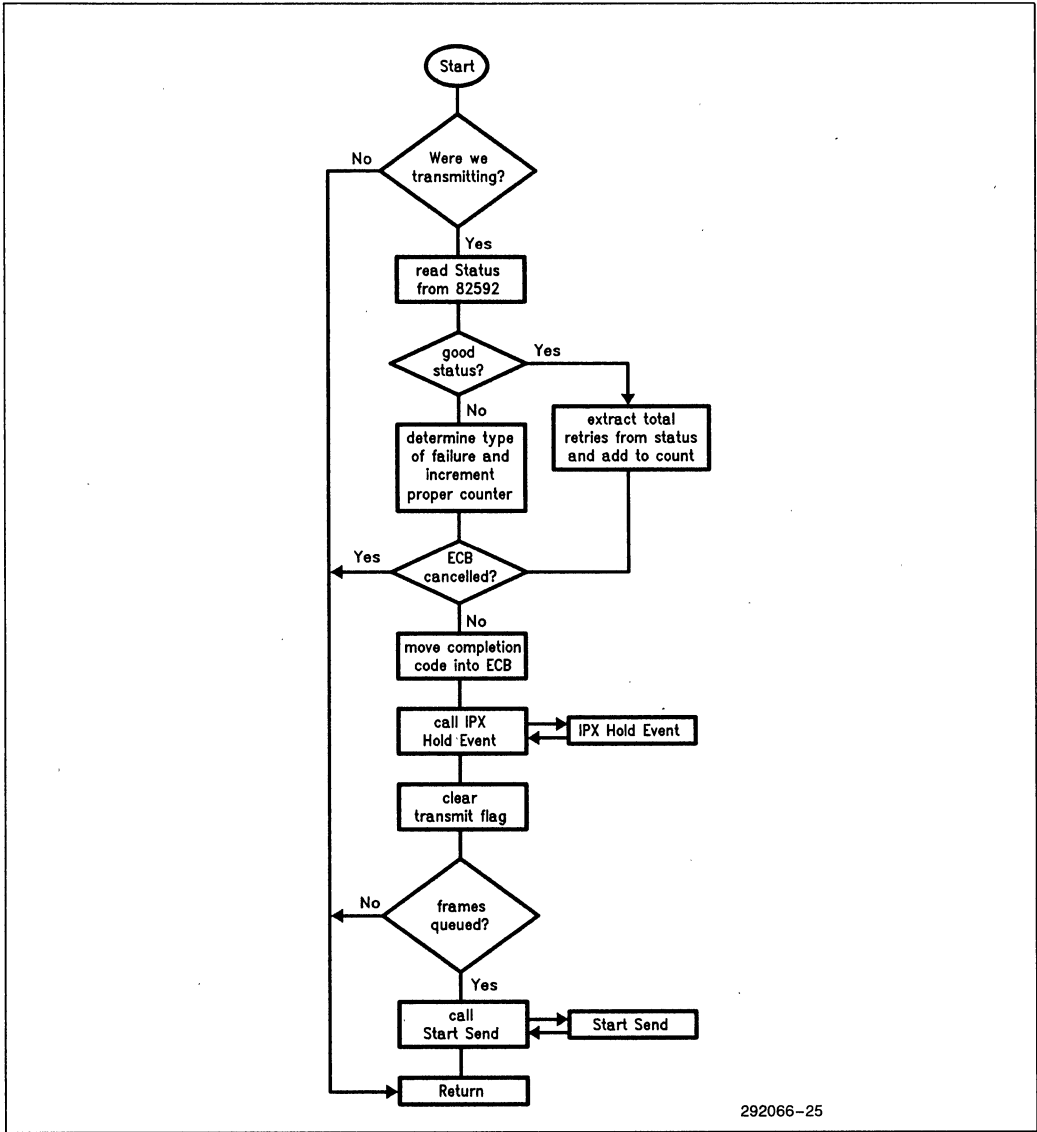 Start
No
Were we
transmitting?
Yes
read Status
from 82592
good
status?
Yes
No
extract total
retries from status
and add to count
determine type
of failure and
increment
proper counter
Yes
ECB
cancelled?
No
move completion
code into ECB
call IPX
Hold Event
IPX Hold Event
clear
transmit flag
No
frames
queued?
Yes
call
Start Send
Start Send
Return
292066-25